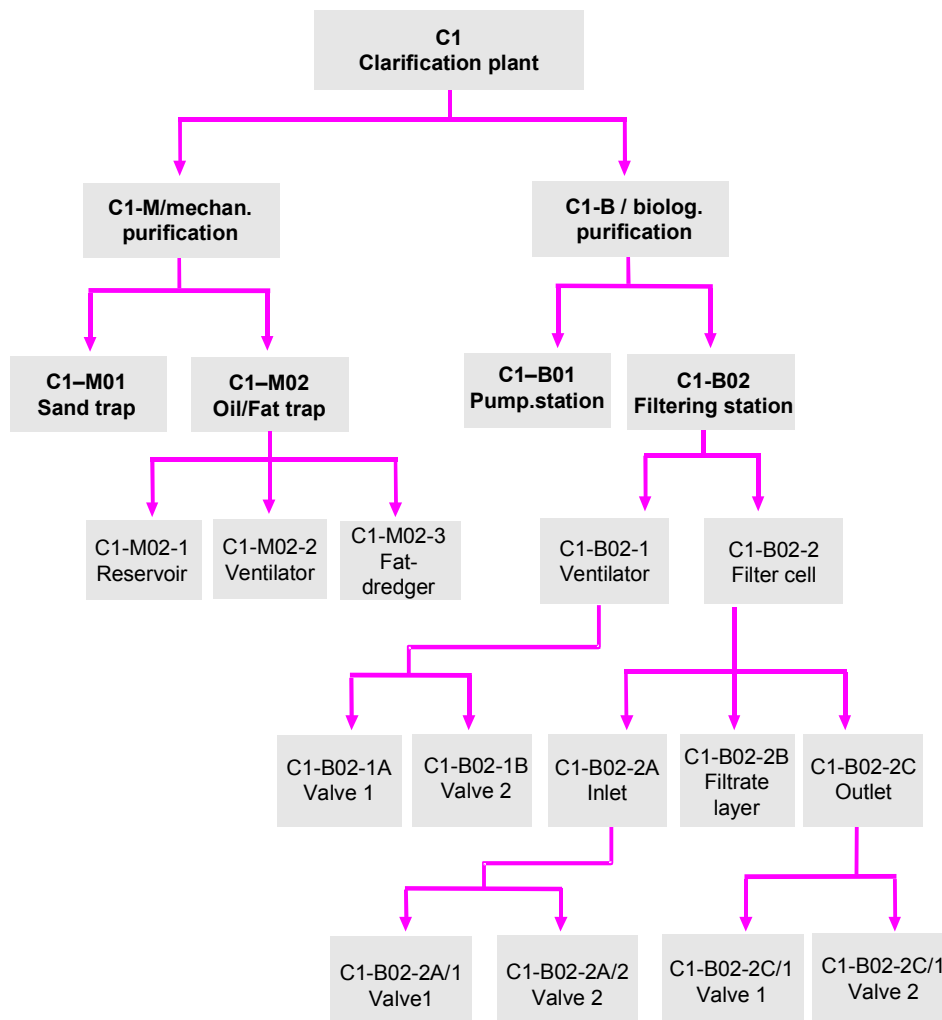 C1
Clarification plant
C1-M/mechan.
purification
C1-B / biolog.
purification
C1–M01
Sand trap
C1–M02
Oil/Fat trap
C1–B01
Pump.station
C1-B02
Filtering station
C1-M02-1
Reservoir
C1-M02-2
Ventilator
C1-M02-3
Fat-
dredger
C1-B02-1
Ventilator
C1-B02-2
Filter cell
C1-B02-1A
Valve 1
C1-B02-1B
Valve 2
C1-B02-2A
Inlet
C1-B02-2B
Filtrate
layer
C1-B02-2C
Outlet
C1-B02-2A/1
Valve1
C1-B02-2A/2
Valve 2
C1-B02-2C/1
Valve 1
C1-B02-2C/1
Valve 2